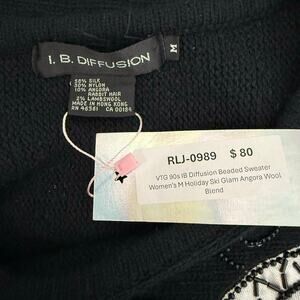 I. B. DIFFUSION
M
58% SILK
30% NYLON
10% ANGORA
RABBIT HAIR
2% LAMBSWOOL
MADE IN HONG KONG
RN 46361 CA 00184
RLJ-0989 $ 80
VTG 90s IB Diffusion Beaded Sweater
Women's M Holiday Ski Glam Angora Wool
Blend